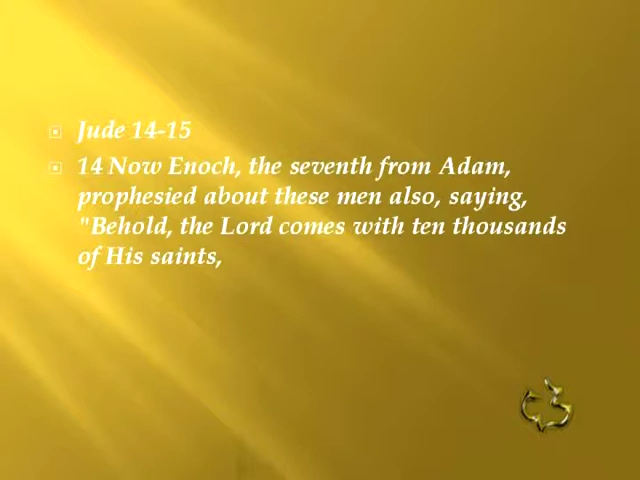 Jude 14-15
14 Now Enoch, the seventh from Adam,
prophesied about these men also, saying,
"Behold, the Lord comes with ten thousands
of His saints,